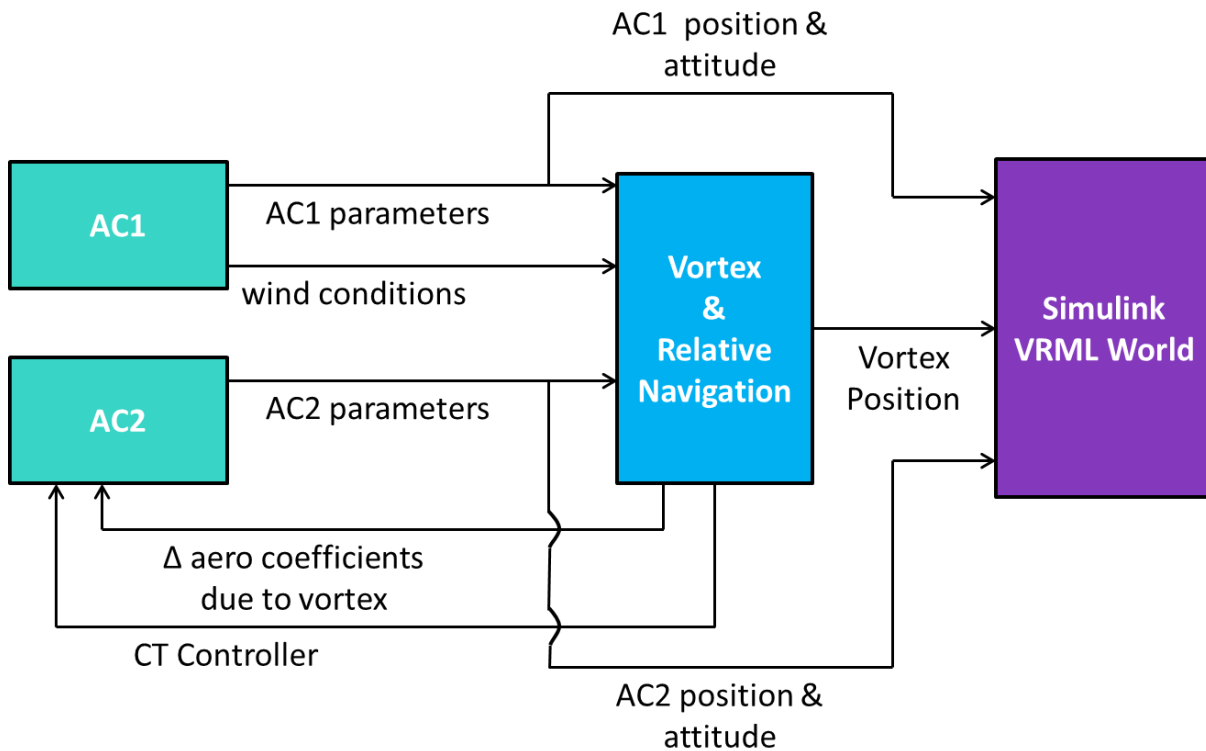 AC1 position &
attitude
AC1
AC1 parameters
wind conditions
Vortex
&
Relative
Navigation
Simulink
VRML World
Vortex
Position
AC2
AC2 parameters
Δ aero coefficients
due to vortex
CT Controller
AC2 position &
attitude